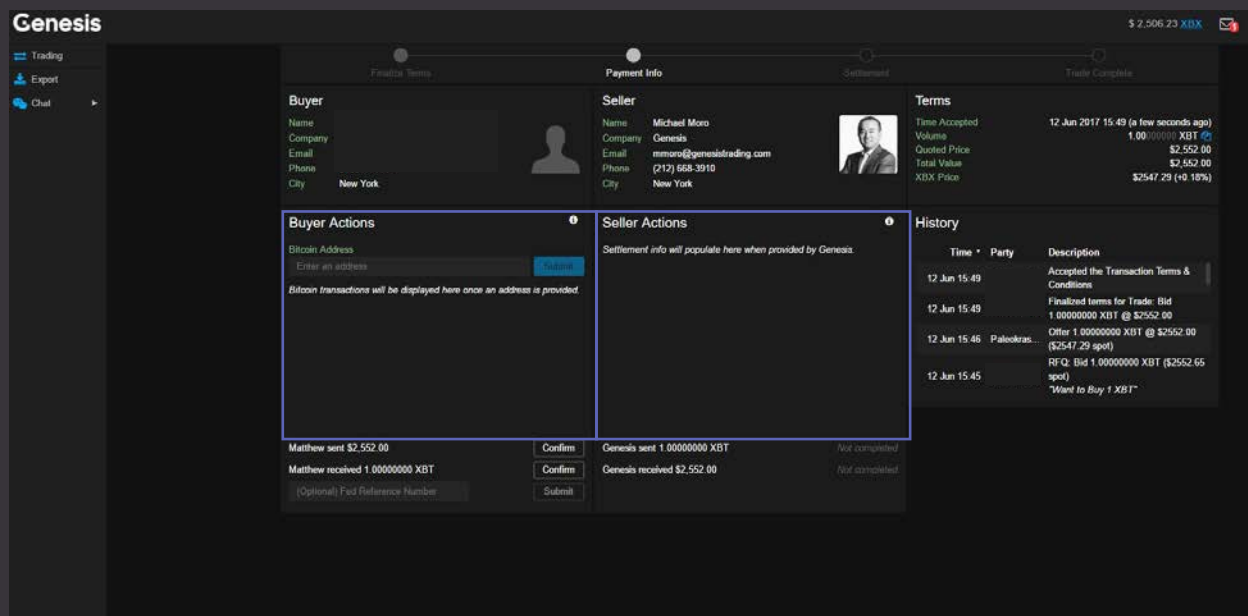 Genesis
$ 2,506.23 XBX
Trading
Export
Chat
Finalize Terms
Payment Info
Settlement
Trade Complete
Buyer
Name
Company
Email
Phone
City New York
Seller
Name Michael Moro
Company Genesis
Email mmoro@genesistrading.com
Phone (212) 668-3910
City New York
Terms
Time Accepted 12 Jun 2017 15:49 (a few seconds ago)
Volume 1.00000000 XBT
Quoted Price $2,552.00
Total Value $2,552.00
XBX Price $2547.29 (+0.18%)
Buyer Actions
Bitcoin Address
Enter an address Submit
Bitcoin transactions will be displayed here once an address is provided.
Matthew sent $2,552.00 Confirm
Matthew received 1.00000000 XBT Confirm
(Optional) Fed Reference Number Submit
Seller Actions
Settlement info will populate here when provided by Genesis.
Genesis sent 1.00000000 XBT Not completed
Genesis received $2,552.00 Not completed
History
Time Party Description
12 Jun 15:49 Accepted the Transaction Terms &
Conditions
12 Jun 15:49 Finalized terms for Trade: Bid
1.00000000 XBT @ $2552.00
12 Jun 15:46 Paleokras... Offer 1.00000000 XBT @ $2552.00
($2547.29 spot)
12 Jun 15:45 RFQ: Bid 1.00000000 XBT ($2552.65
spot)
"Want to Buy 1 XBT"